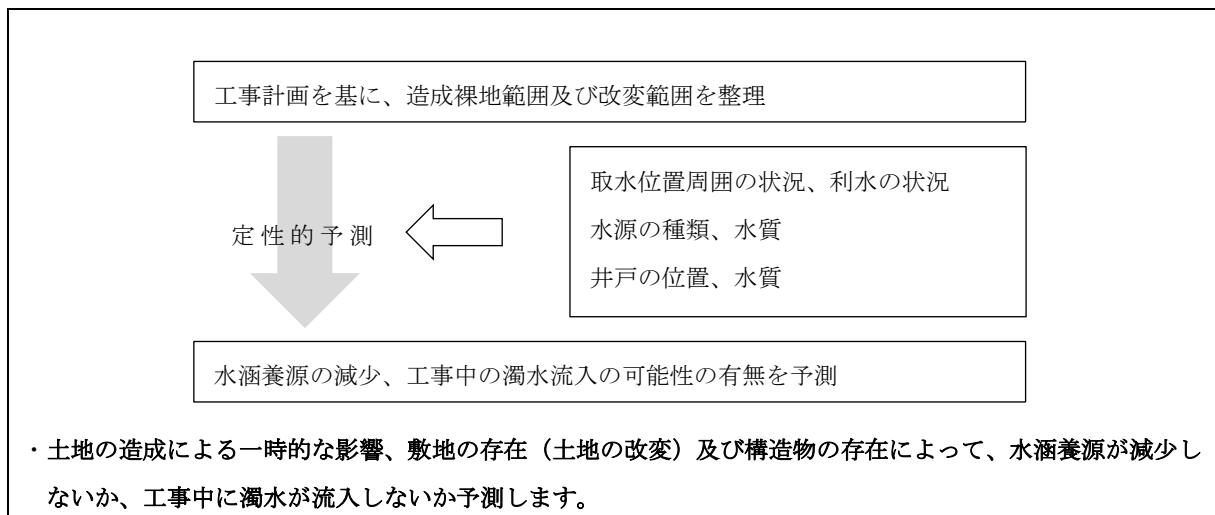 工事計画を基に、造成裸地範囲及び改変範囲を整理
取水位置周囲の状況、利水の状況
水源の種類、水質
井戸の位置、水質
定性的予測
水涵養源の減少、工事中の濁水流入の可能性の有無を予測
・土地の造成による一時的な影響、敷地の存在（土地の改変）及び構造物の存在によって、水涵養源が減少し
ないか、工事中に濁水が流入しないか予測します。